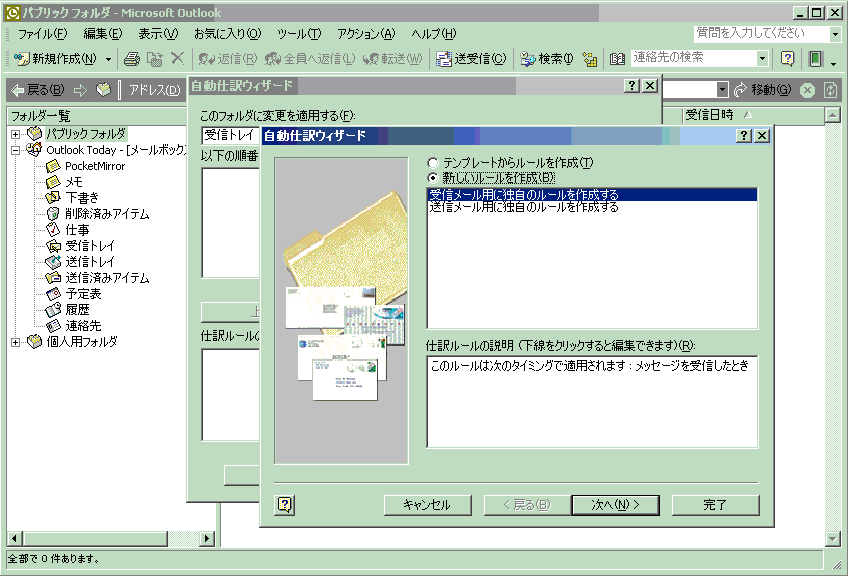 パブリック フォルダ - Microsoft Outlook
ファイル(F) 編集(E) 表示(V) お気に入り(O) ツール(T) アクション(A) ヘルプ(H) 質問を入力してください
新規作成(N) 返信(R) 全員へ返信(L) 転送(W) 送受信(C) 検索(I) 連絡先の検索
戻る(B) アドレス(D) 移動(G)
フォルダー覧
受信日時
パブリック フォルダ
Outlook Today - [メールボック
PocketMirror
メモ
下書き
削除済みアイテム
仕事
受信トレイ
送信トレイ
送信済みアイテム
予定表
履歴
連絡先
個人用フォルダ
全部で 0 件あります。
自動仕訳ウィザード
このフォルダに変更を適用する(F):
受信トレイ
以下の順番
上
仕訳ルールの
自動仕訳ウィザード
テンプレートからルールを作成(T)
新しいルールを作成(B)
受信メール用に独自のルールを作成する
送信メール用に独自のルールを作成する
仕訳ルールの説明 (下線をクリックすると編集できます)(R):
このルールは次のタイミングで適用されます : メッセージを受信したとき
キャンセル < 戻る(B) 次へ(N) > 完了